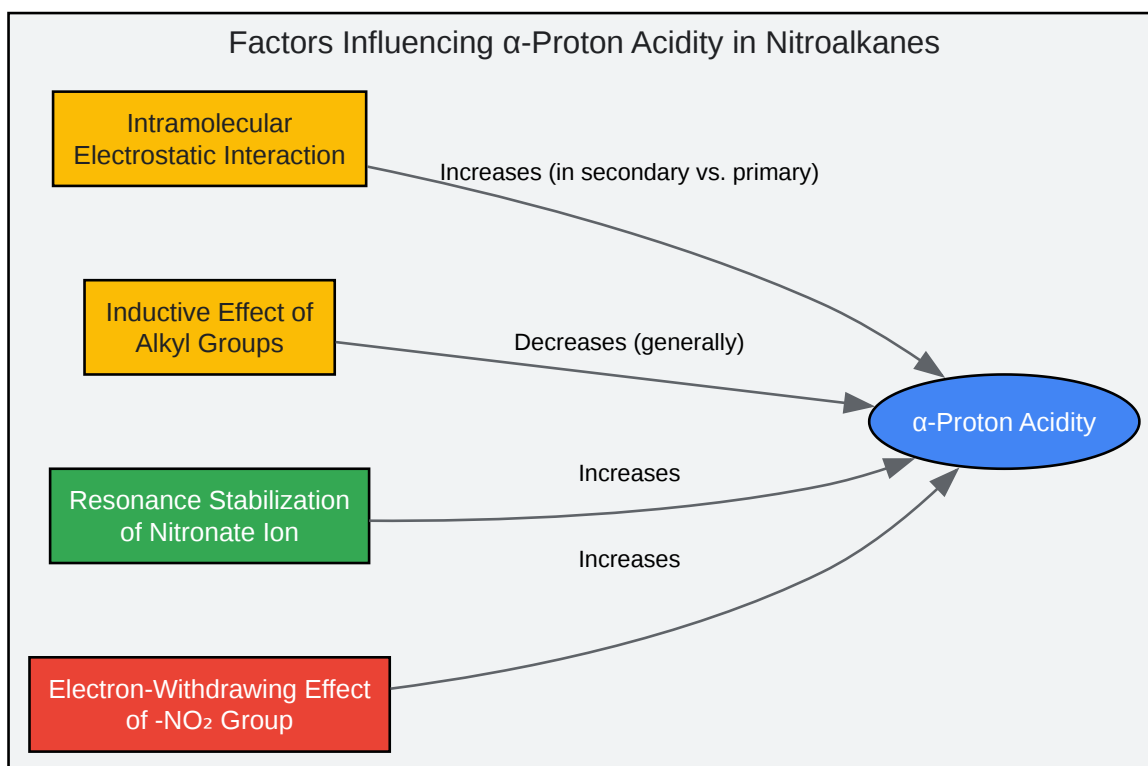 Factors Influencing α-Proton Acidity in Nitroalkanes
Intramolecular
Electrostatic Interaction
Increases (in secondary vs. primary)
Inductive Effect of
Alkyl Groups
Decreases (generally)
α-Proton Acidity
Resonance Stabilization
of Nitronate Ion
Increases
Increases
Electron-Withdrawing Effect
of -NO₂ Group